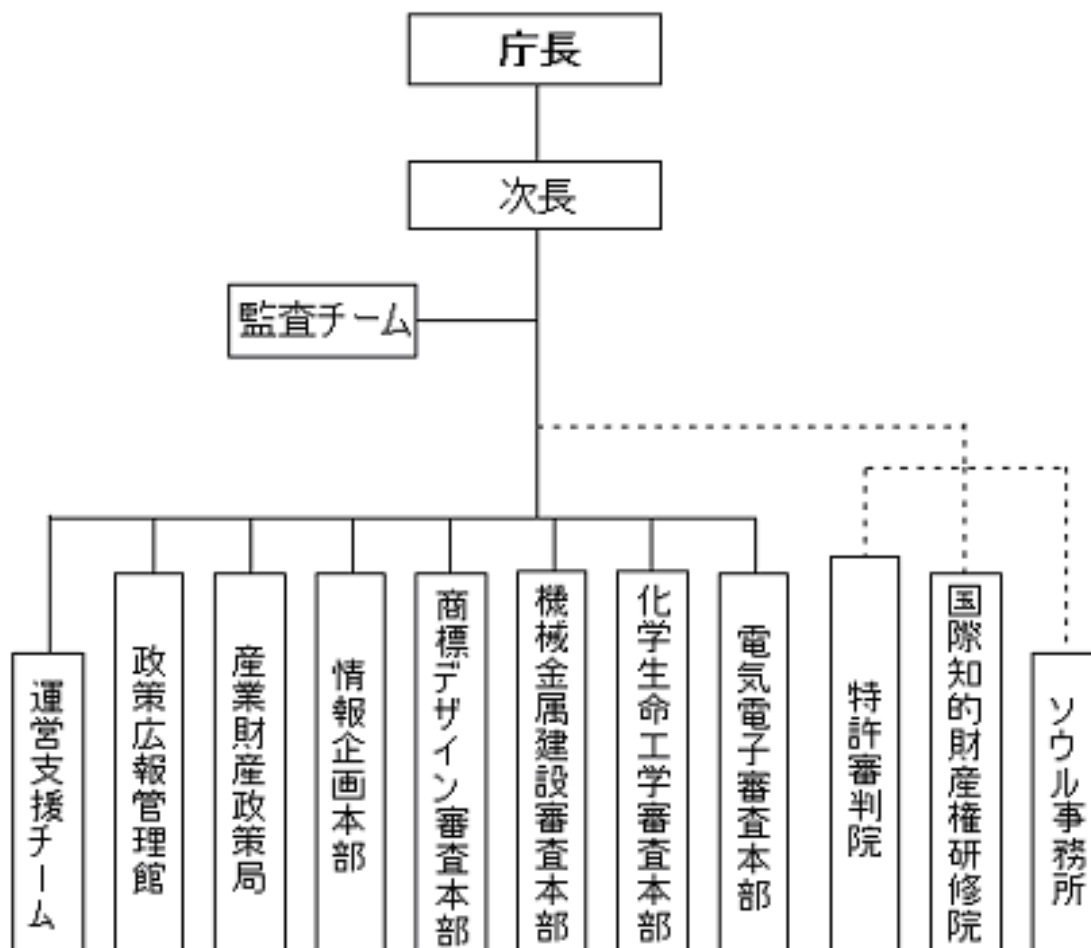 庁長
次長
監査チーム
運営支援チーム
政策広報管理館
産業財産政策局
情報企画本部
商標デザイン審査本部
機械金属建設審査本部
化学生命工学審査本部
電気電子審査本部
特許審判院
国際知的財産権研修院
ソウル事務所